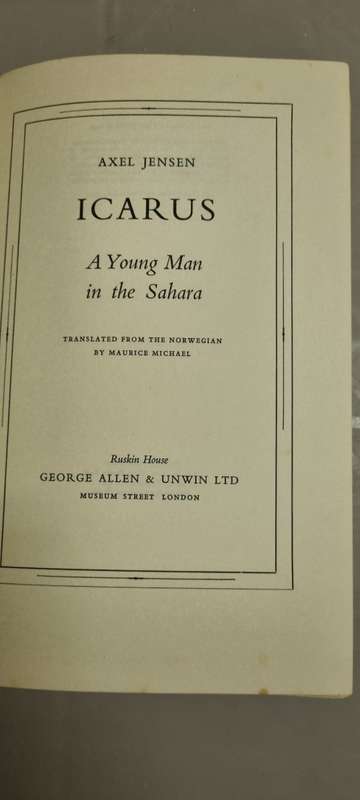 AXEL JENSEN
ICARUS
A Young Man
in the Sahara
TRANSLATED FROM THE NORWEGIAN
BY MAURICE MICHAEL
Ruskin House
GEORGE ALLEN & UNWIN LTD
MUSEUM STREET LONDON